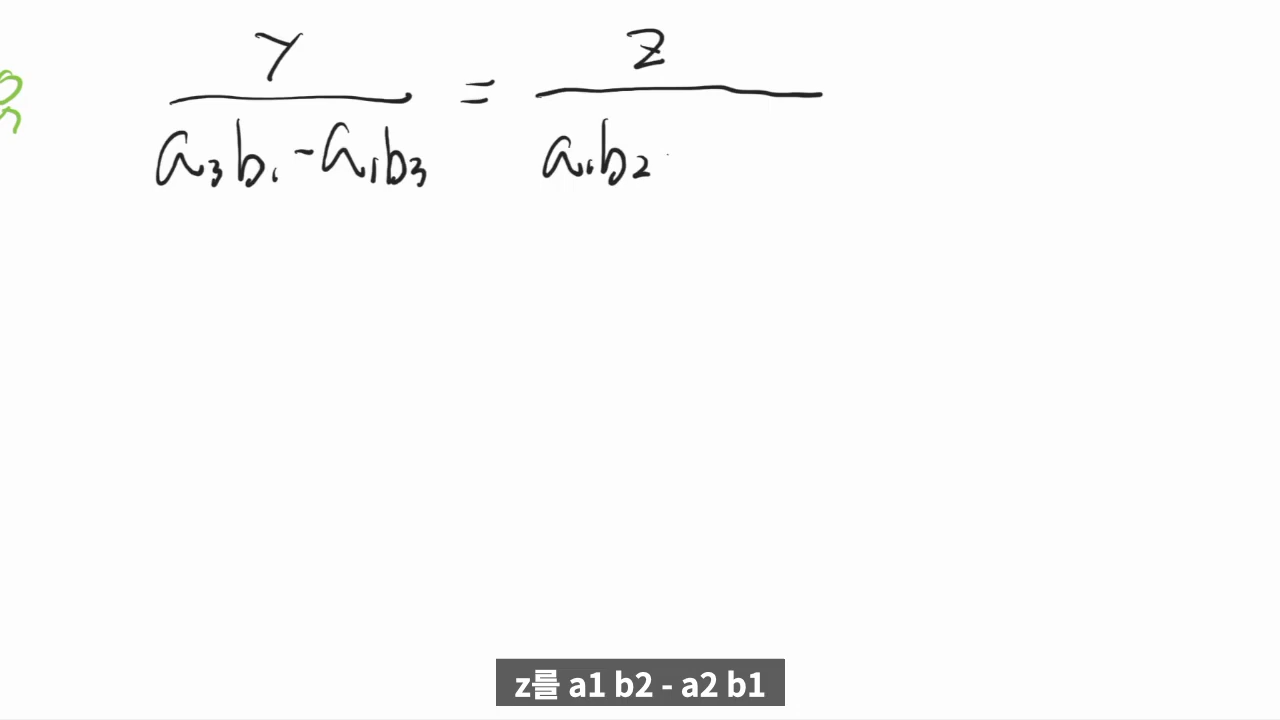 y/(a₃b₁ - a₁b₃) = z/(a₁b₂
z를 a1 b2 - a2 b1